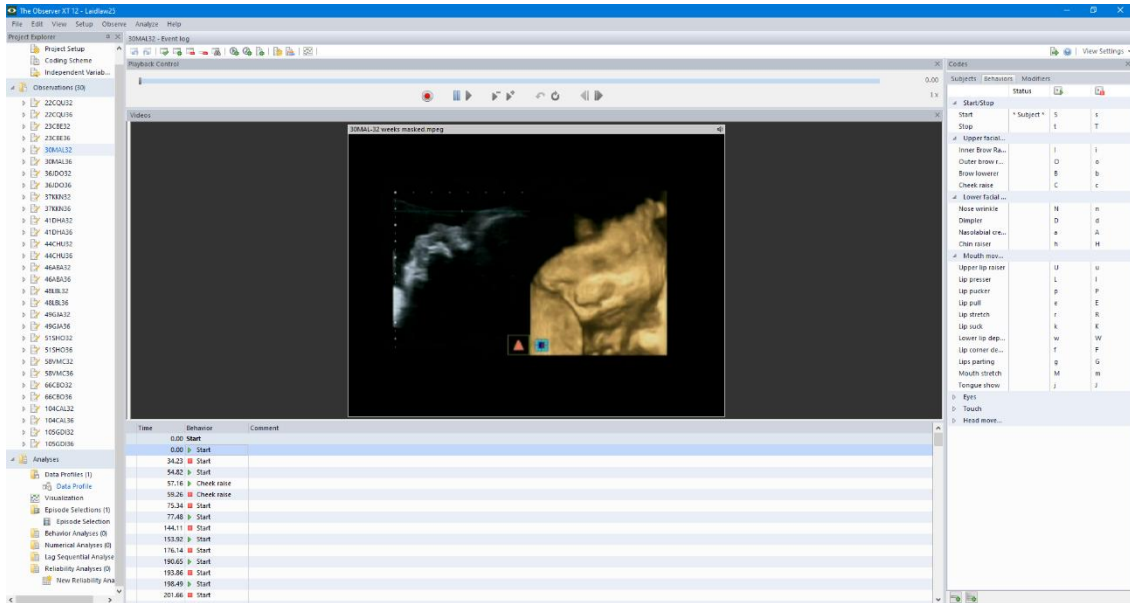 The Observer XT 12 - Laidlaw25
File Edit View Setup Observe Analyze Help
Project Explorer
Project Setup
Coding Scheme
Independent Variab...
Observations (30)
22CQU32
22CQU36
23CBE32
23CBE36
30MAL32
30MAL36
36JDO32
36JDO36
37KKN32
37KKN36
41DHA32
41DHA36
44CHU32
44CHU36
46ABA32
46ABA36
48LBL32
48LBL36
49GJA32
49GJA36
51SHO32
51SHO36
58VMC32
58VMC36
66CBO32
66CBO36
104CAL32
104CAL36
105GDI32
105GDI36
Analyses
Data Profiles (1)
Data Profile
Visualization
Episode Selections (1)
Episode Selection
Behavior Analyses (0)
Numerical Analyses (0)
Lag Sequential Analyse
Reliability Analyses (0)
New Reliability Ana
30MAL32 - Event log
View Settings
Playback Control
0.00
1x
Videos
30MAL-32 weeks masked.mpeg
Time Behavior Comment
0.00 Start
0.00 Start
34.23 Start
54.82 Start
57.16 Cheek raise
59.26 Cheek raise
75.34 Start
77.48 Start
144.11 Start
153.92 Start
176.14 Start
190.65 Start
193.86 Start
198.49 Start
201.66 Start
Codes
Subjects Behaviors Modifiers
Status
Start/Stop
Start * Subject * S s
Stop t T
Upper facial...
Inner Brow Ra... I i
Outer brow r... O o
Brow lowerer B b
Cheek raise C c
Lower facial ...
Nose wrinkle N n
Dimpler D d
Nasolabial cre... a A
Chin raiser h H
Mouth mov...
Upper lip raiser U u
Lip presser L l
Lip pucker p P
Lip pull e E
Lip stretch r R
Lip suck k K
Lower lip dep... w W
Lip corner de... f F
Lips parting g G
Mouth stretch M m
Tongue show j J
Eyes
Touch
Head move...